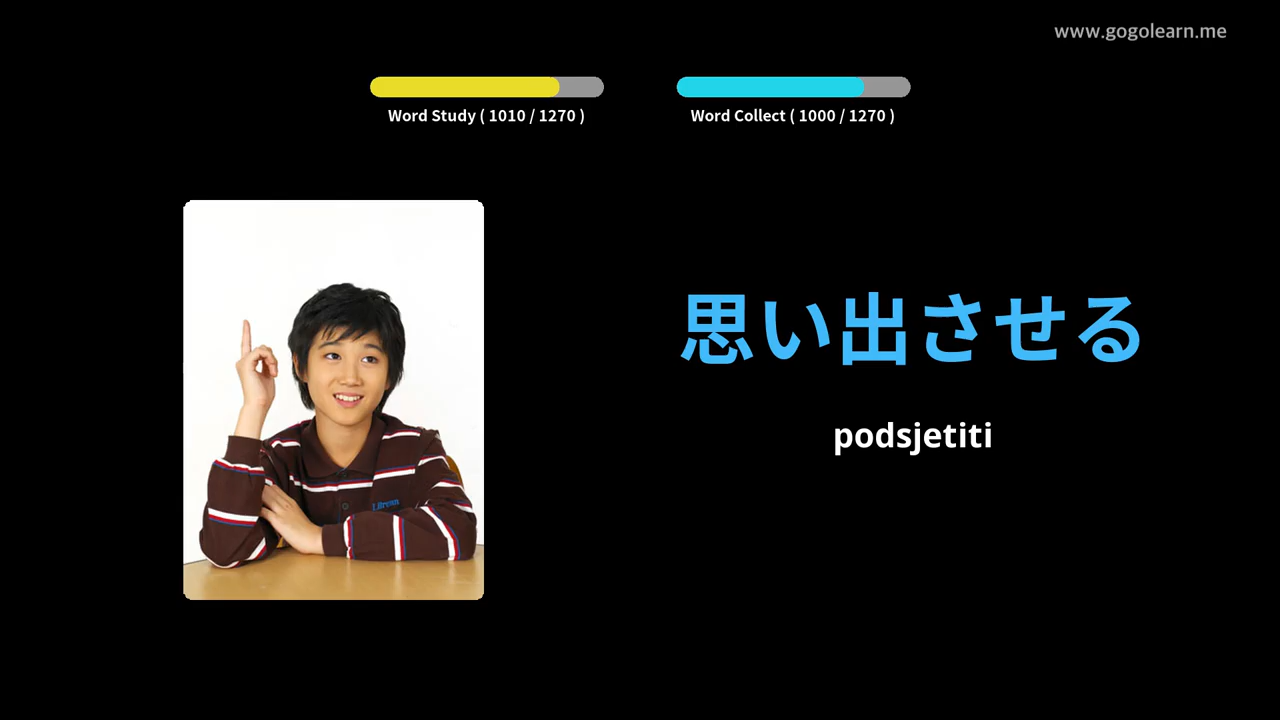 www.gogolearn.me
Word Study ( 1010 / 1270 )
Word Collect ( 1000 / 1270 )
思い出させる
podsjetiti